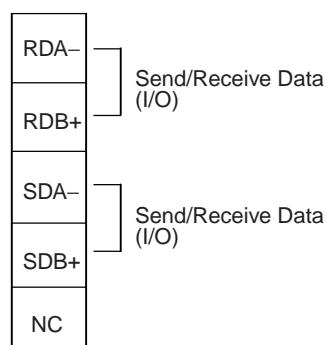 RDA–
Send/Receive Data
(I/O)
RDB+
SDA–
Send/Receive Data
(I/O)
SDB+
NC